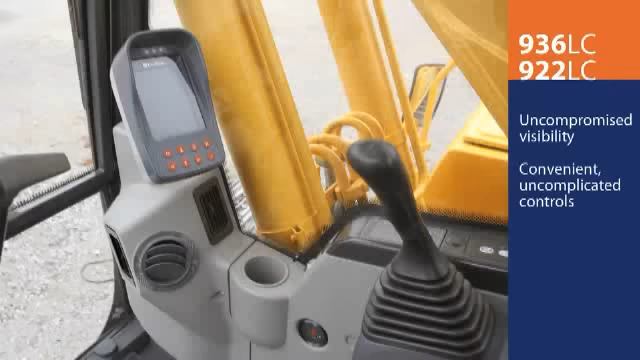 936LC
922LC
Uncompromised
visibility
Convenient,
uncomplicated
controls